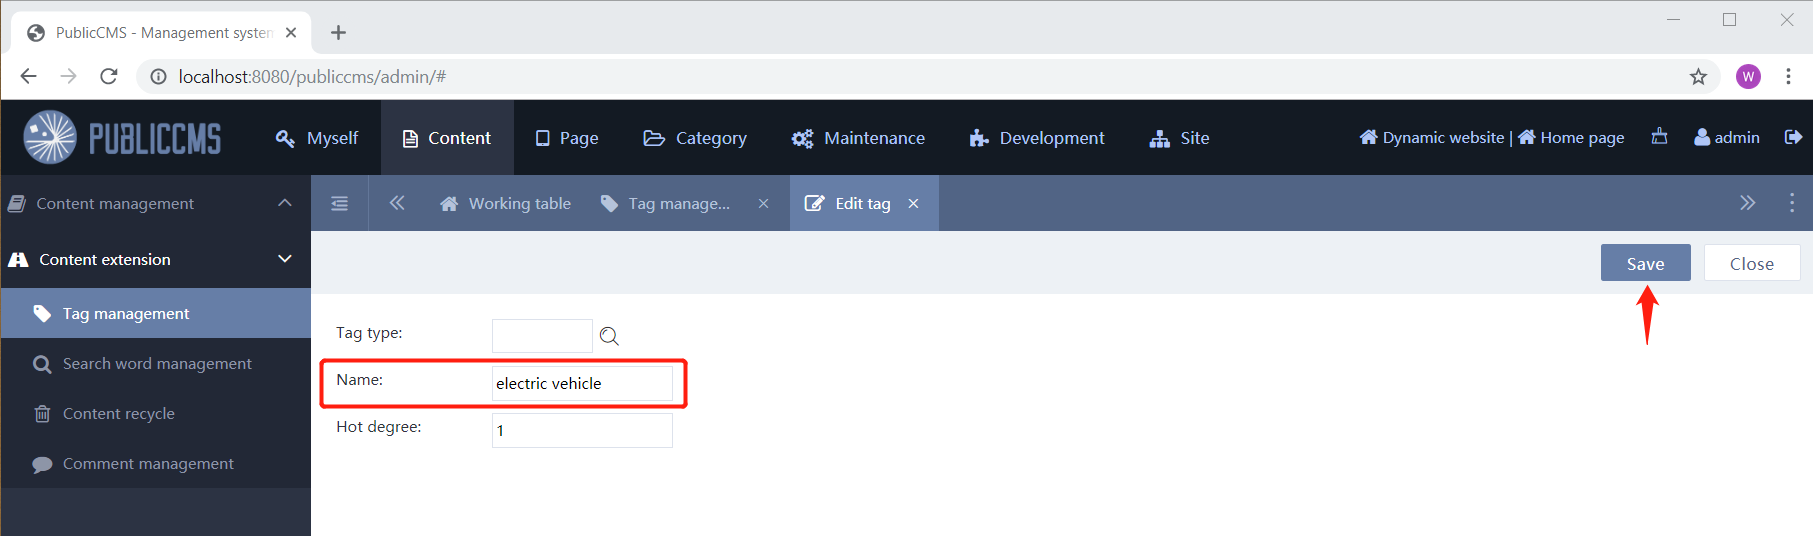 PublicCMS - Management system
localhost:8080/publiccms/admin/#
W
PUBLICCMS
Myself
Content
Page
Category
Maintenance
Development
Site
Dynamic website | Home page
admin
Content management
Working table
Tag manage...
Edit tag
Content extension
Save
Close
Tag management
Tag type:
Search word management
Name:
electric vehicle
Content recycle
Hot degree:
1
Comment management